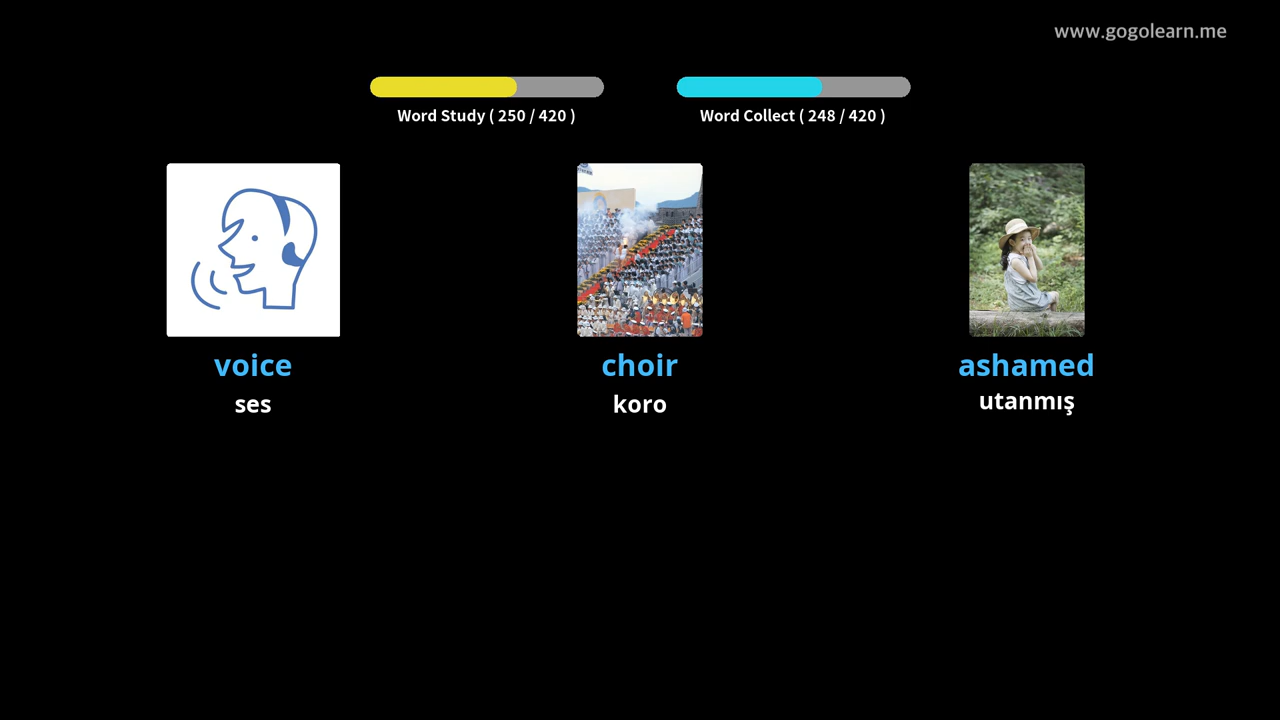 www.gogolearn.me
Word Study ( 250 / 420 )
Word Collect ( 248 / 420 )
voice
choir
ashamed
ses
koro
utanmış